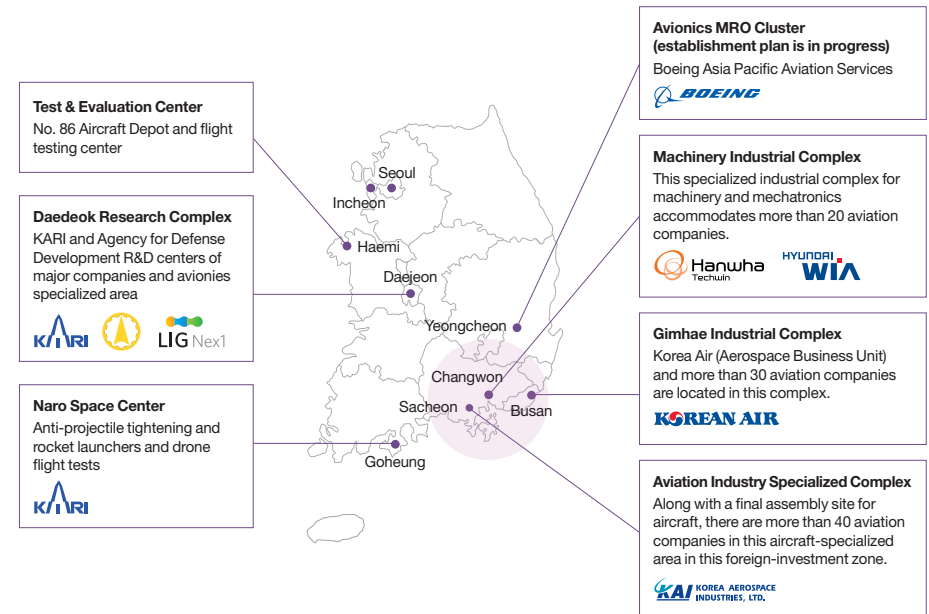 Test & Evaluation Center
No. 86 Aircraft Depot and flight
testing center
Daedeok Research Complex
KARI and Agency for Defense
Development R&D centers of
major companies and avionies
specialized area
KARI
LIG Nex1
Naro Space Center
Anti-projectile tightening and
rocket launchers and drone
flight tests
KARI
Seoul
Incheon
Haemi
Daejeon
Yeongcheon
Changwon
Sacheon
Busan
Goheung
Avionics MRO Cluster
(establishment plan is in progress)
Boeing Asia Pacific Aviation Services
BOEING
Machinery Industrial Complex
This specialized industrial complex for
machinery and mechatronics
accommodates more than 20 aviation
companies.
Hanwha
Techwin
HYUNDAI
WIA
Gimhae Industrial Complex
Korea Air (Aerospace Business Unit)
and more than 30 aviation companies
are located in this complex.
KOREAN AIR
Aviation Industry Specialized Complex
Along with a final assembly site for
aircraft, there are more than 40 aviation
companies in this aircraft-specialized
area in this foreign-investment zone.
KAI KOREA AEROSPACE
INDUSTRIES, LTD.